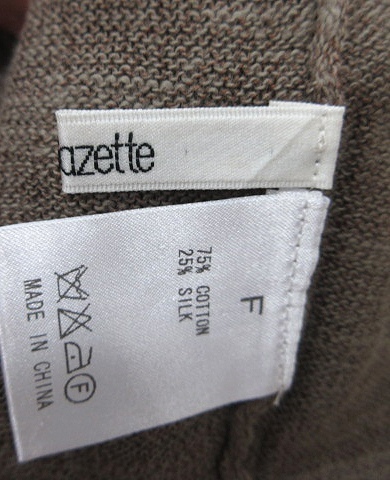 azette
F
75% COTTON
25% SILK
F
MADE IN CHINA